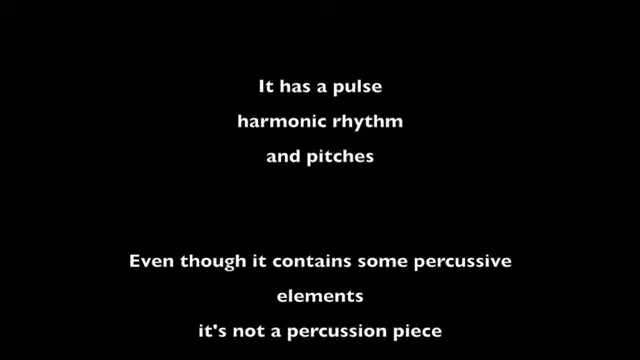 It has a pulse
harmonic rhythm
and pitches
Even though it contains some percussive
elements
it's not a percussion piece